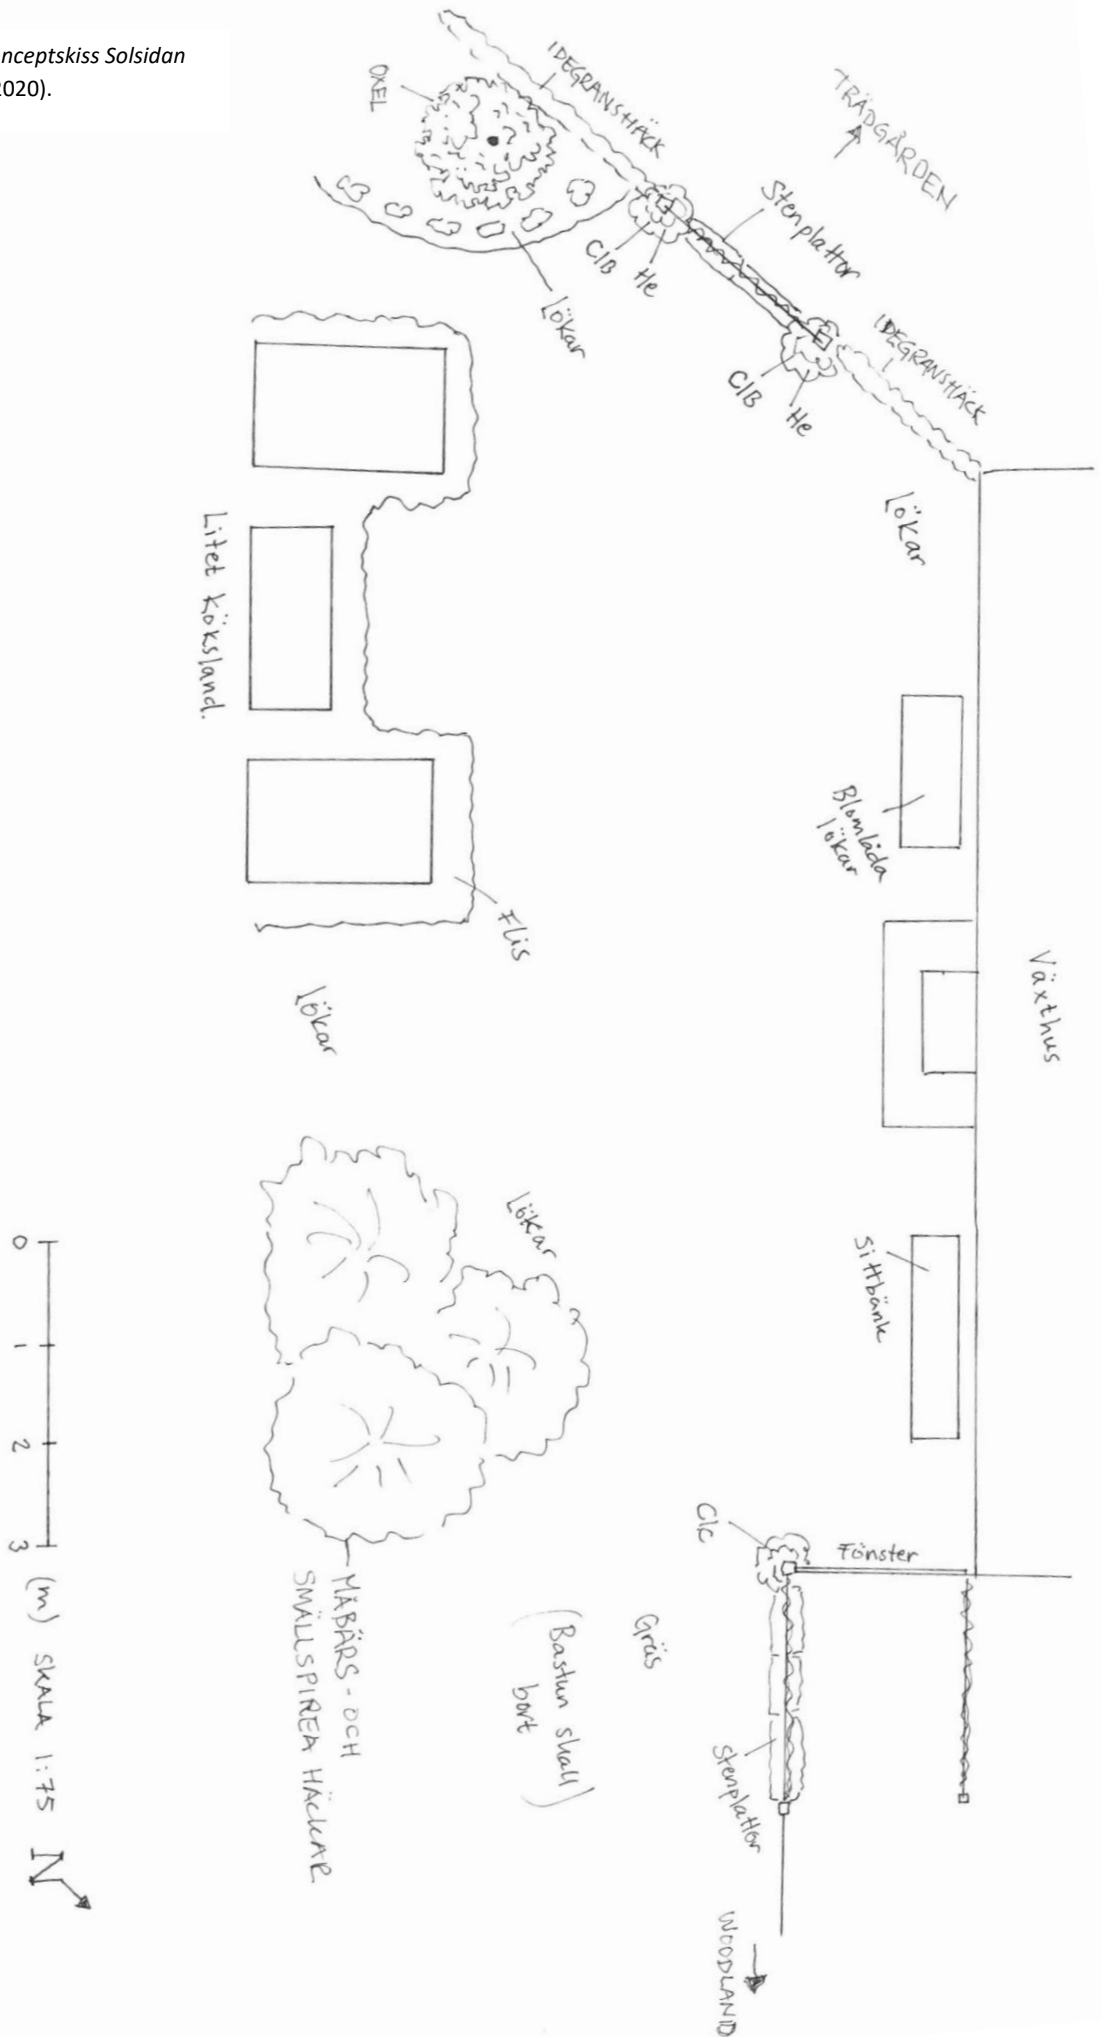 nceptskiss Solsidan
2020).
OXEL
IDEGRANSHÄCK
TRÄDGÅRDEN
Stenplattor
ClB
He
Lökar
IDEGRANSHÄCK
ClB
He
Lökar
Litet köksland.
Blomlåda
lökar
Flis
Växthus
Lökar
Lökar
Sittbänk
Clc
Fönster
MÅBÄRS- OCH
SMÄLLSPIREA HÄCKAR
(Bastun skall)
bort
Gräs
Stenplattor
WOODLAND
0 1 2 3 (m) SKALA 1:75
N